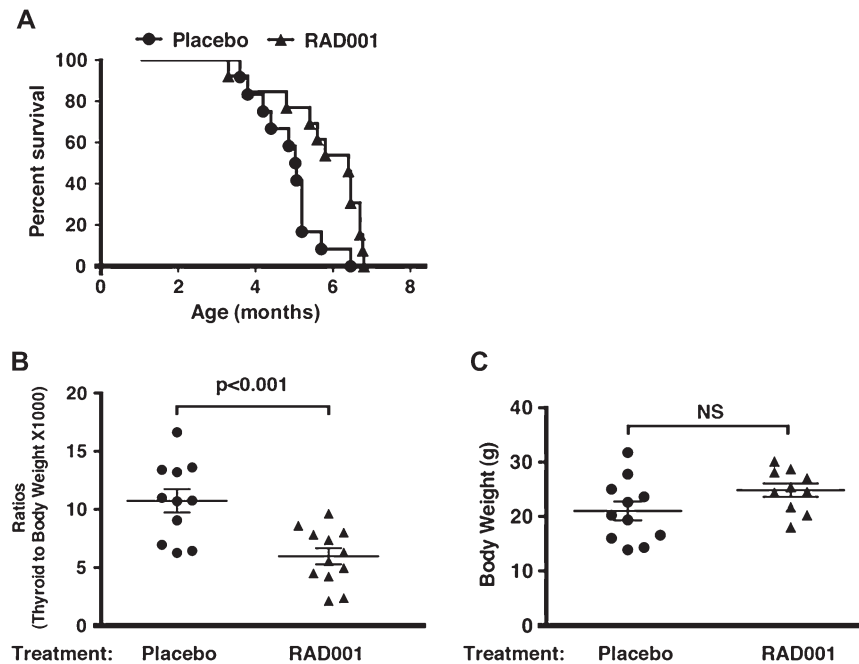 A
Placebo RAD001
100
80
60
40
20
0
Percent survival
0 2 4 6 8
Age (months)
B
p<0.001
20
15
10
5
0
Ratios
(Thyroid to Body Weight X1000)
Treatment: Placebo RAD001
C
NS
40
30
20
10
0
Body Weight (g)
Treatment: Placebo RAD001